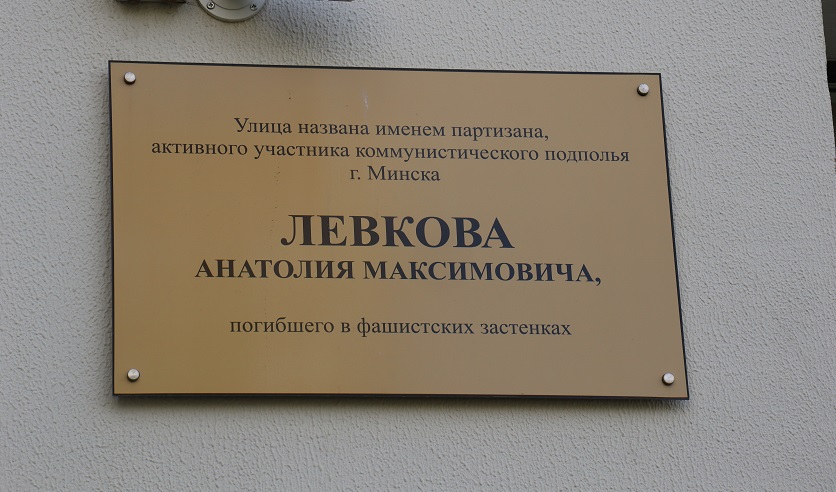 Улица названа именем партизана,
активного участника коммунистического подполья
г. Минска
ЛЕВКОВА
АНАТОЛИЯ МАКСИМОВИЧА,
погибшего в фашистских застенках